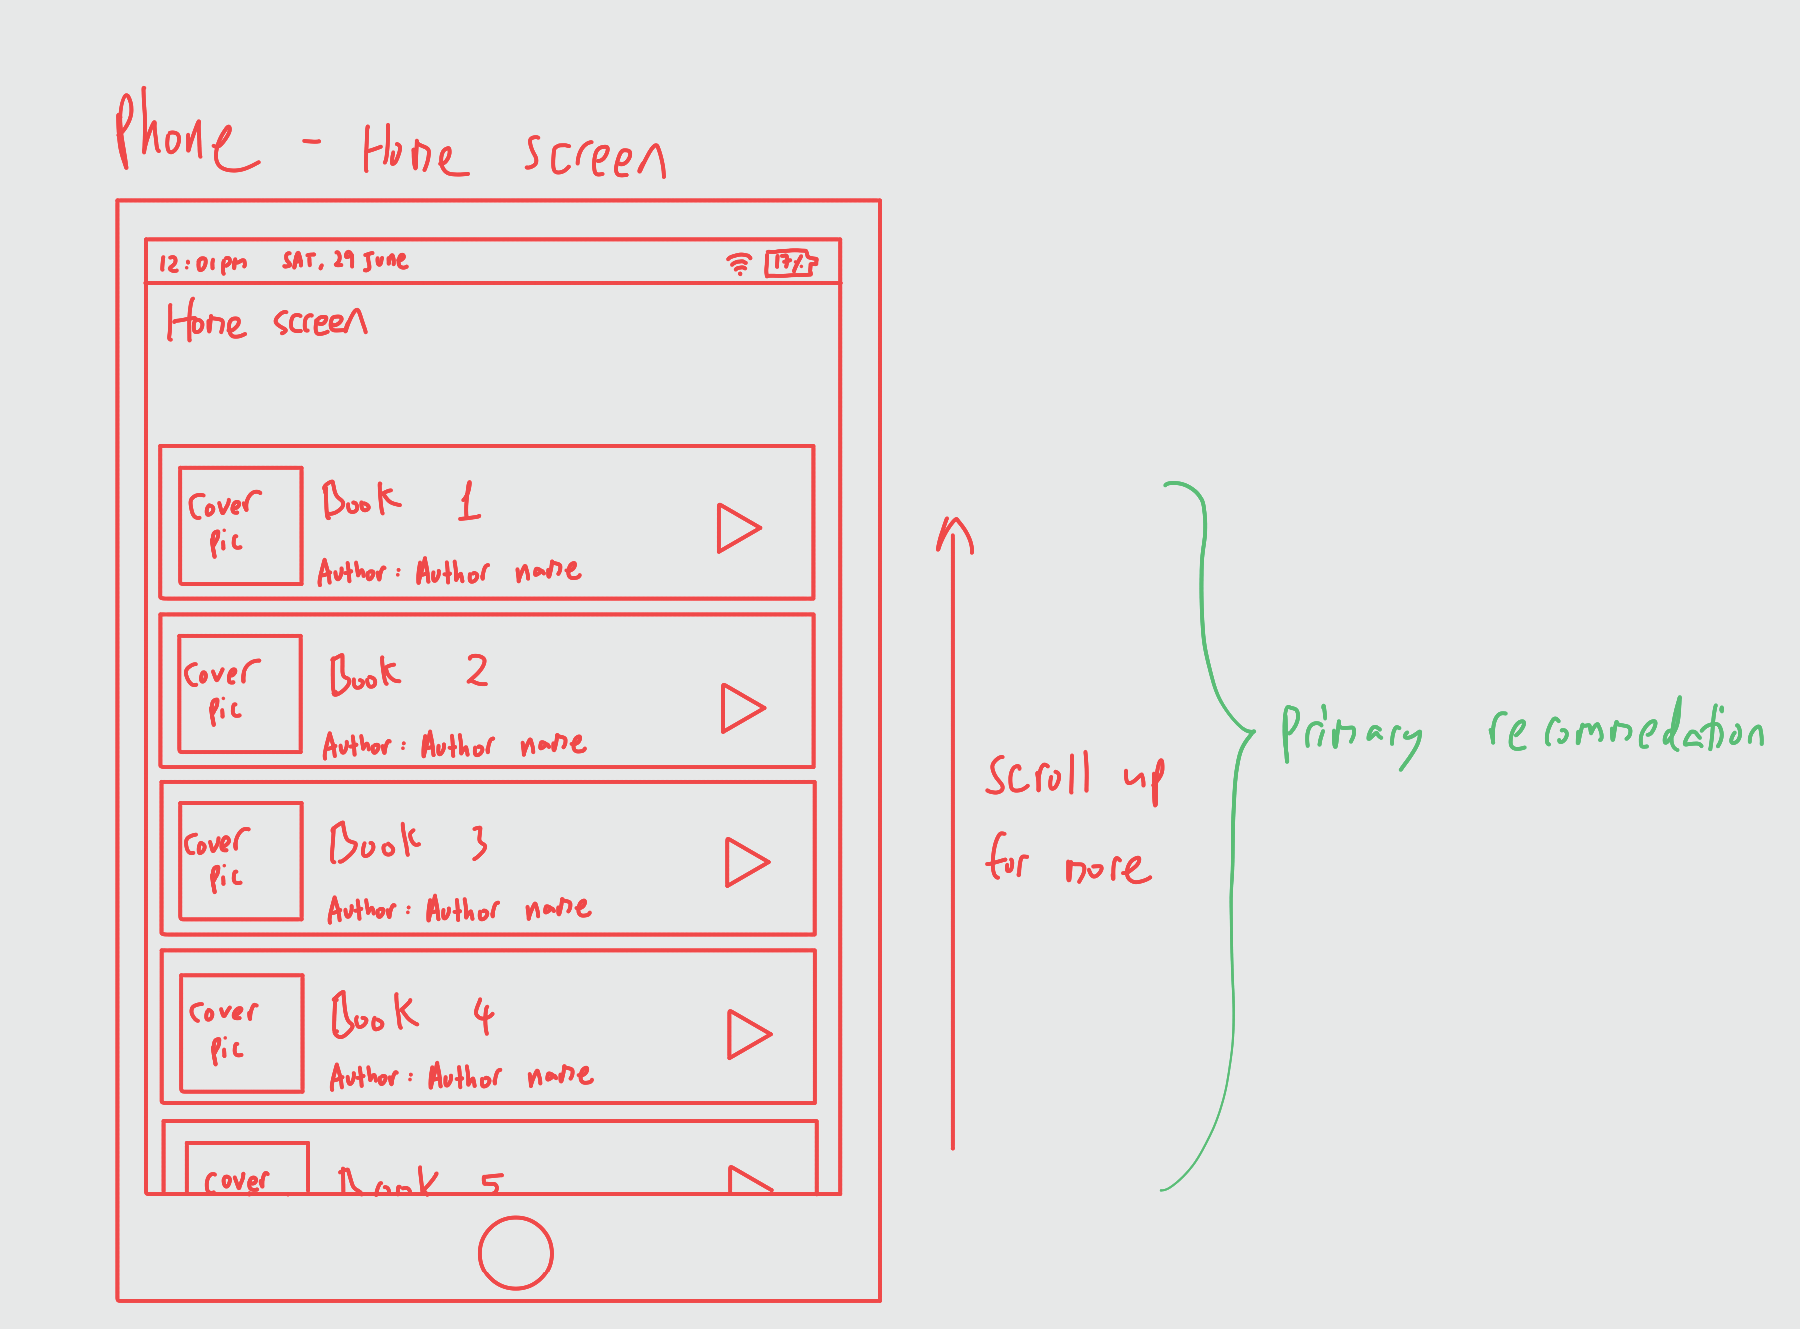 Phone - Home screen
12:01pm SAT, 29 June 17%
Home screen
Cover
pic
Book 1
Author: Author name
Cover
pic
Book 2
Author: Author name
Cover
pic
Book 3
Author: Author name
Cover
pic
Book 4
Author: Author name
Cover
Book 5
Scroll up
for more
Primary recommedation